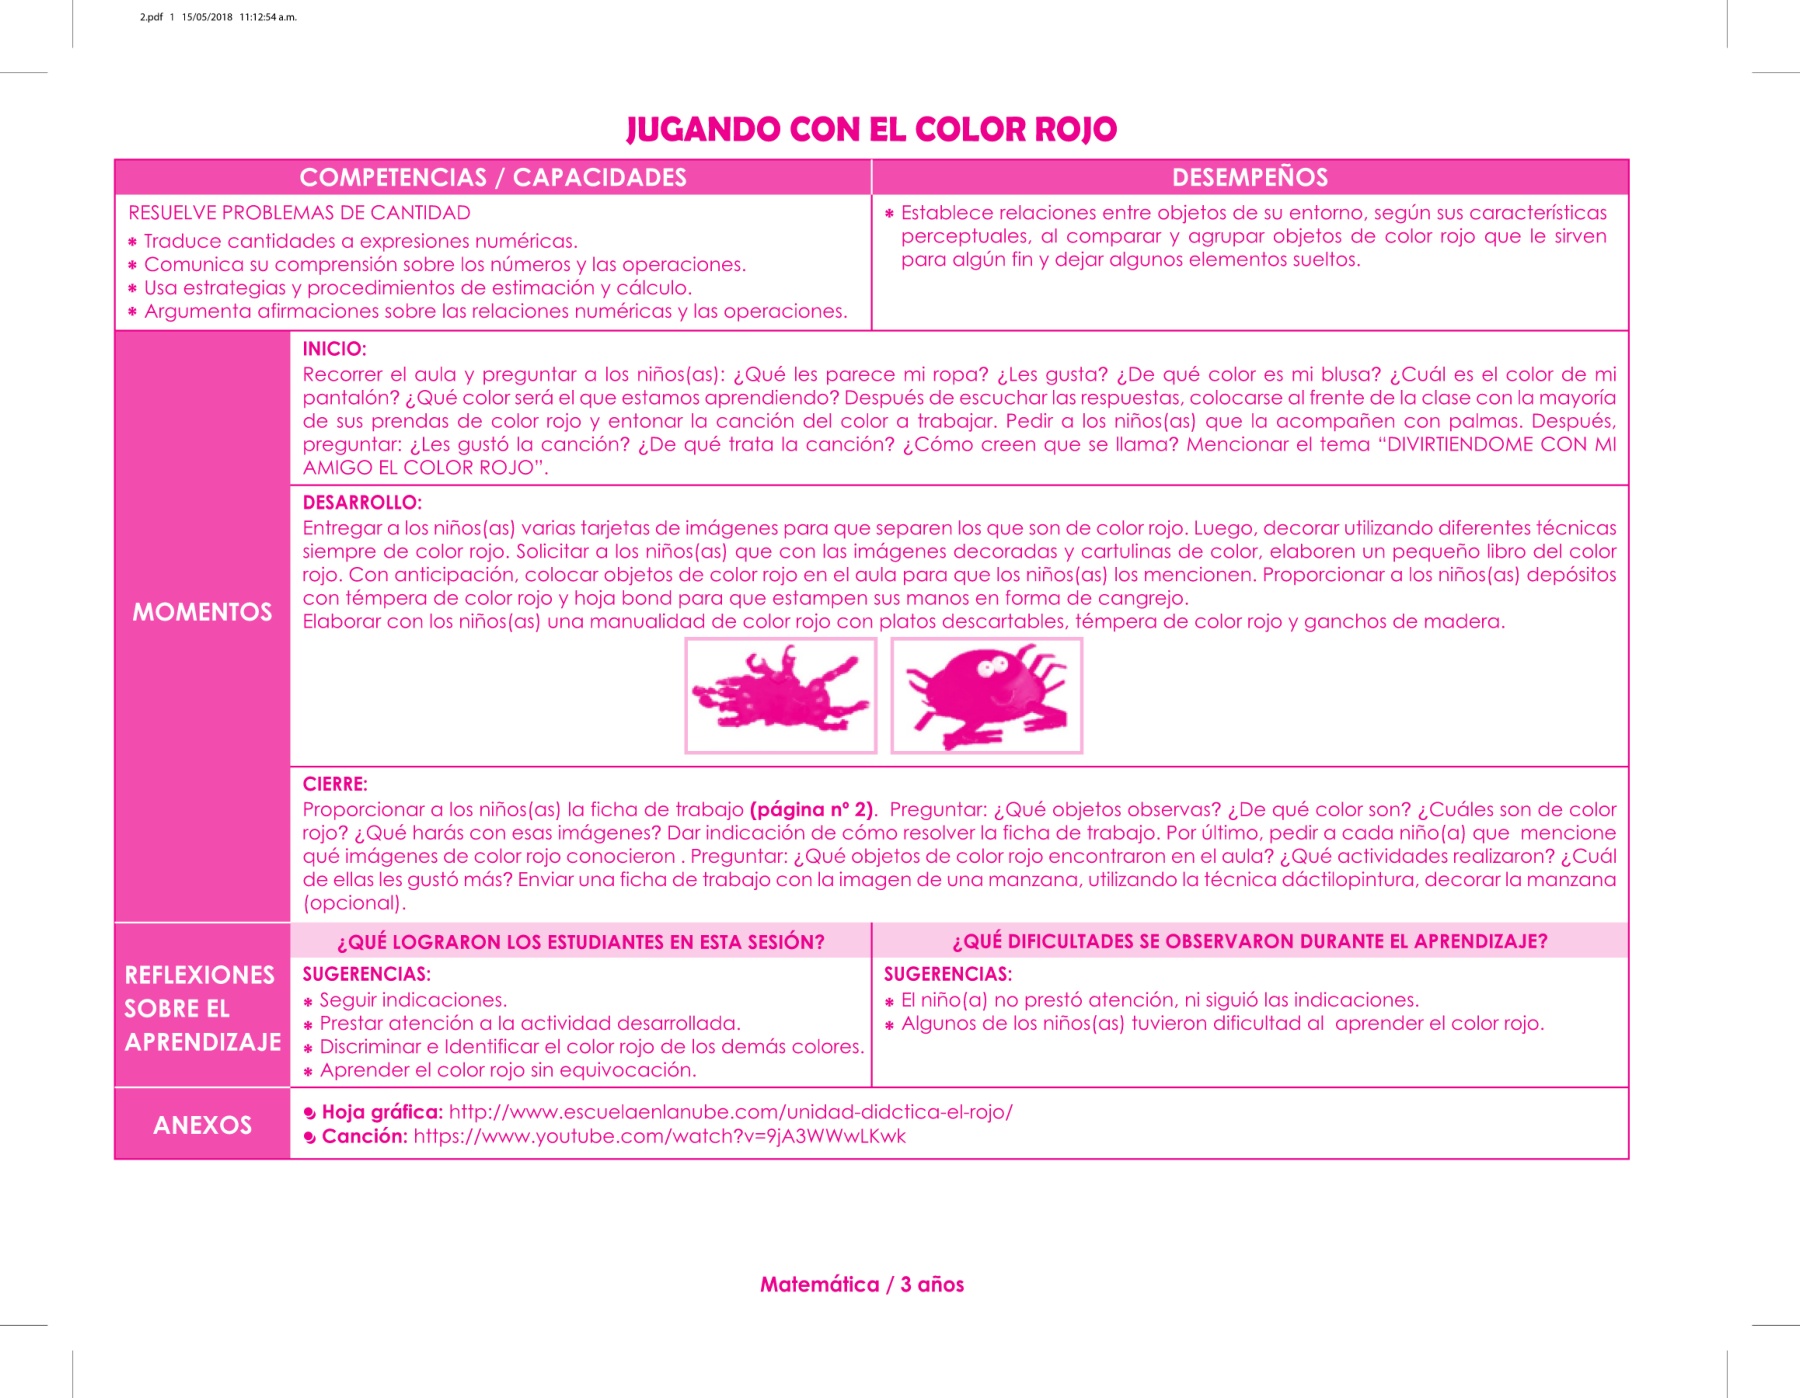 2.pdf 1 15/05/2018 11:12:54 a.m.
JUGANDO CON EL COLOR ROJO
COMPETENCIAS / CAPACIDADES
DESEMPEÑOS
RESUELVE PROBLEMAS DE CANTIDAD
* Traduce cantidades a expresiones numéricas.
* Comunica su comprensión sobre los números y las operaciones.
* Usa estrategias y procedimientos de estimación y cálculo.
* Argumenta afirmaciones sobre las relaciones numéricas y las operaciones.
* Establece relaciones entre objetos de su entorno, según sus características
perceptuales, al comparar y agrupar objetos de color rojo que le sirven
para algún fin y dejar algunos elementos sueltos.
MOMENTOS
INICIO:
Recorrer el aula y preguntar a los niños(as): ¿Qué les parece mi ropa? ¿Les gusta? ¿De qué color es mi blusa? ¿Cuál es el color de mi
pantalón? ¿Qué color será el que estamos aprendiendo? Después de escuchar las respuestas, colocarse al frente de la clase con la mayoría
de sus prendas de color rojo y entonar la canción del color a trabajar. Pedir a los niños(as) que la acompañen con palmas. Después,
preguntar: ¿Les gustó la canción? ¿De qué trata la canción? ¿Cómo creen que se llama? Mencionar el tema “DIVIRTIENDOME CON MI
AMIGO EL COLOR ROJO”.
DESARROLLO:
Entregar a los niños(as) varias tarjetas de imágenes para que separen los que son de color rojo. Luego, decorar utilizando diferentes técnicas
siempre de color rojo. Solicitar a los niños(as) que con las imágenes decoradas y cartulinas de color, elaboren un pequeño libro del color
rojo. Con anticipación, colocar objetos de color rojo en el aula para que los niños(as) los mencionen. Proporcionar a los niños(as) depósitos
con témpera de color rojo y hoja bond para que estampen sus manos en forma de cangrejo.
Elaborar con los niños(as) una manualidad de color rojo con platos descartables, témpera de color rojo y ganchos de madera.
CIERRE:
Proporcionar a los niños(as) la ficha de trabajo (página nº 2). Preguntar: ¿Qué objetos observas? ¿De qué color son? ¿Cuáles son de color
rojo? ¿Qué harás con esas imágenes? Dar indicación de cómo resolver la ficha de trabajo. Por último, pedir a cada niño(a) que mencione
qué imágenes de color rojo conocieron . Preguntar: ¿Qué objetos de color rojo encontraron en el aula? ¿Qué actividades realizaron? ¿Cuál
de ellas les gustó más? Enviar una ficha de trabajo con la imagen de una manzana, utilizando la técnica dáctilopintura, decorar la manzana
(opcional).
REFLEXIONES
SOBRE EL
APRENDIZAJE
¿QUÉ LOGRARON LOS ESTUDIANTES EN ESTA SESIÓN?
SUGERENCIAS:
* Seguir indicaciones.
* Prestar atención a la actividad desarrollada.
* Discriminar e Identificar el color rojo de los demás colores.
* Aprender el color rojo sin equivocación.
¿QUÉ DIFICULTADES SE OBSERVARON DURANTE EL APRENDIZAJE?
SUGERENCIAS:
* El niño(a) no prestó atención, ni siguió las indicaciones.
* Algunos de los niños(as) tuvieron dificultad al aprender el color rojo.
ANEXOS
Hoja gráfica: http://www.escuelaenlanube.com/unidad-didctica-el-rojo/
Canción: https://www.youtube.com/watch?v=9jA3WWwLKwk
Matemática / 3 años